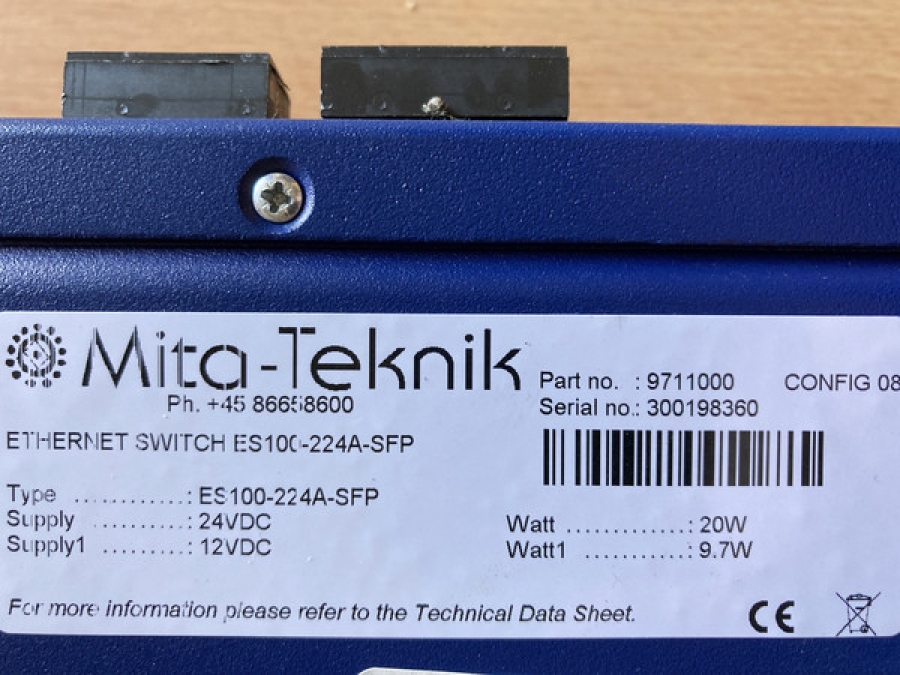 Mita-Teknik
Ph. +45 86658600
Part no. : 9711000 CONFIG 08
Serial no.: 300198360
ETHERNET SWITCH ES100-224A-SFP
Type ............: ES100-224A-SFP
Supply ..........: 24VDC
Supply1 ........: 12VDC
Watt .............: 20W
Watt1 ...........: 9.7W
For more information please refer to the Technical Data Sheet.
CE